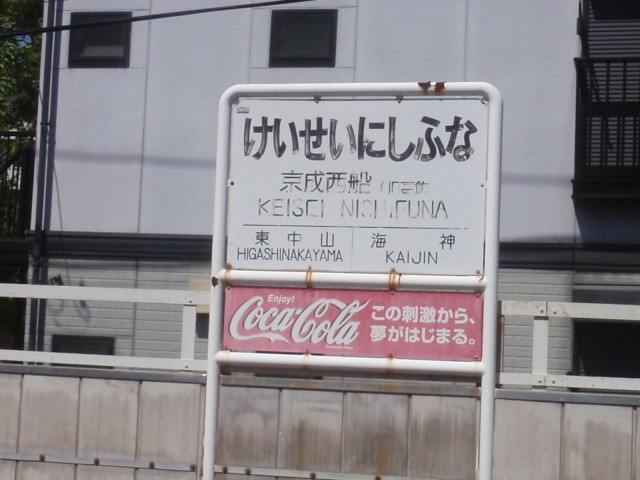 けいせいにしふな
京成西船
KEISEI NISHIFUNA
東中山 海神
HIGASHINAKAYAMA KAIJIN
Enjoy!
Coca-Cola この刺激から、
夢がはじまる。